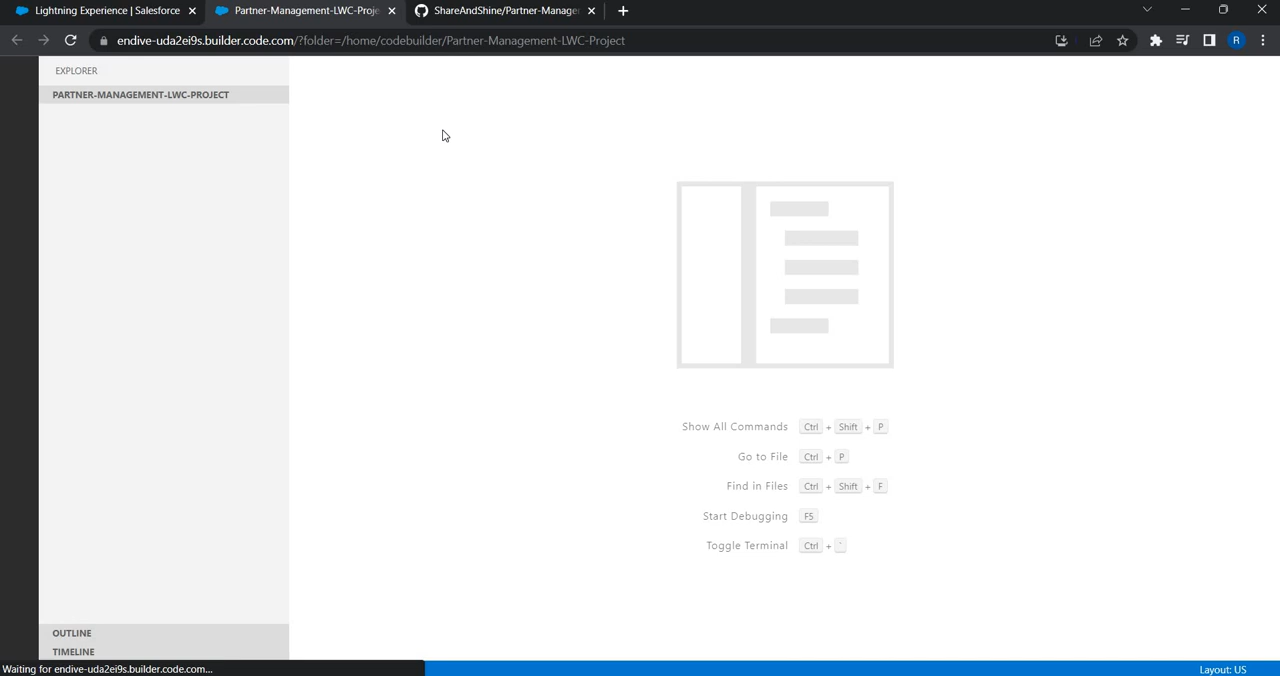 Lightning Experience | Salesforce
Partner-Management-LWC-Proje
ShareAndShine/Partner-Manager
endive-uda2ei9s.builder.code.com/?folder=/home/codebuilder/Partner-Management-LWC-Project
R
EXPLORER
PARTNER-MANAGEMENT-LWC-PROJECT
Show All Commands Ctrl + Shift + P
Go to File Ctrl + P
Find in Files Ctrl + Shift + F
Start Debugging F5
Toggle Terminal Ctrl + `
OUTLINE
TIMELINE
Waiting for endive-uda2ei9s.builder.code.com...
Layout: US